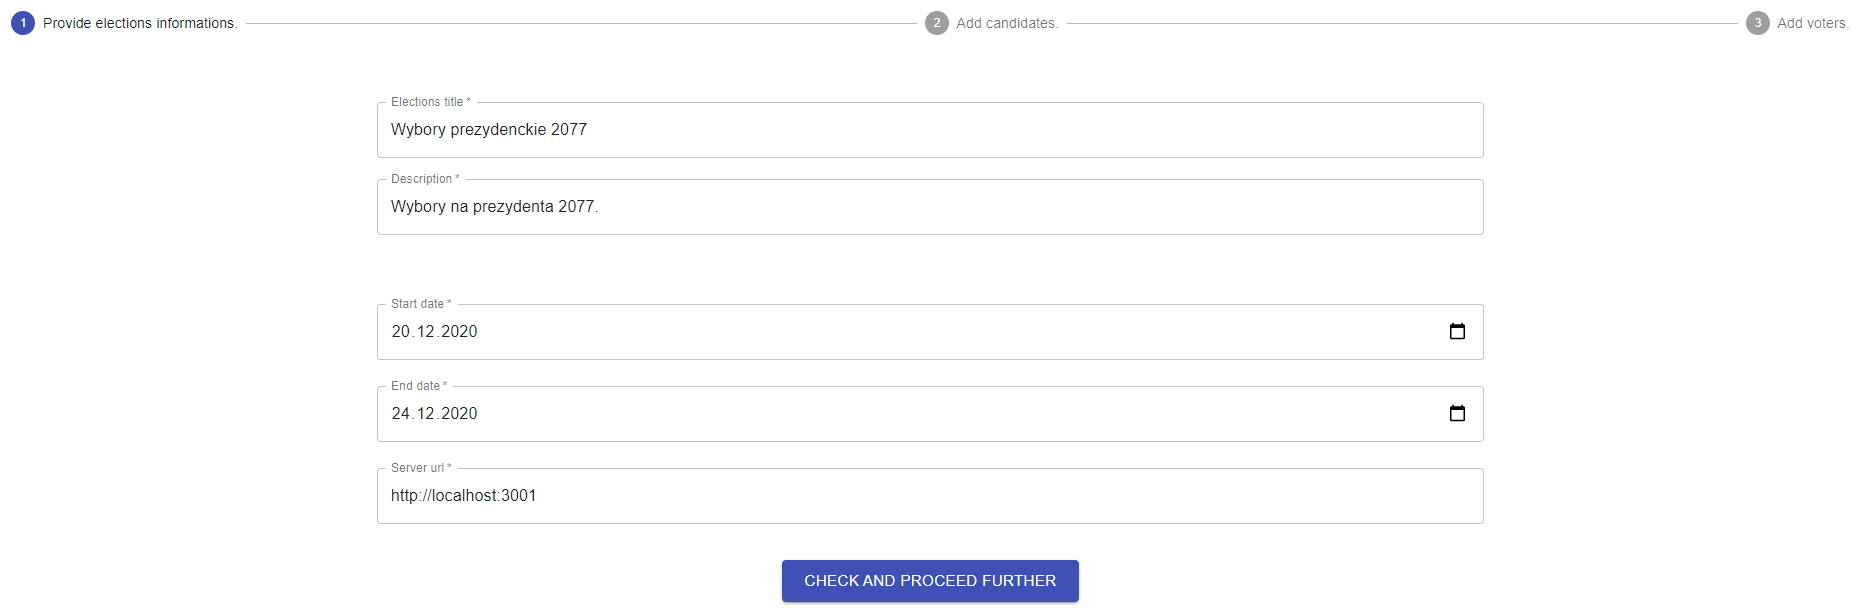 1 Provide elections informations. 2 Add candidates. 3 Add voters.
Elections title *
Wybory prezydenckie 2077
Description *
Wybory na prezydenta 2077.
Start date *
20.12.2020
End date *
24.12.2020
Server url *
http://localhost:3001
CHECK AND PROCEED FURTHER